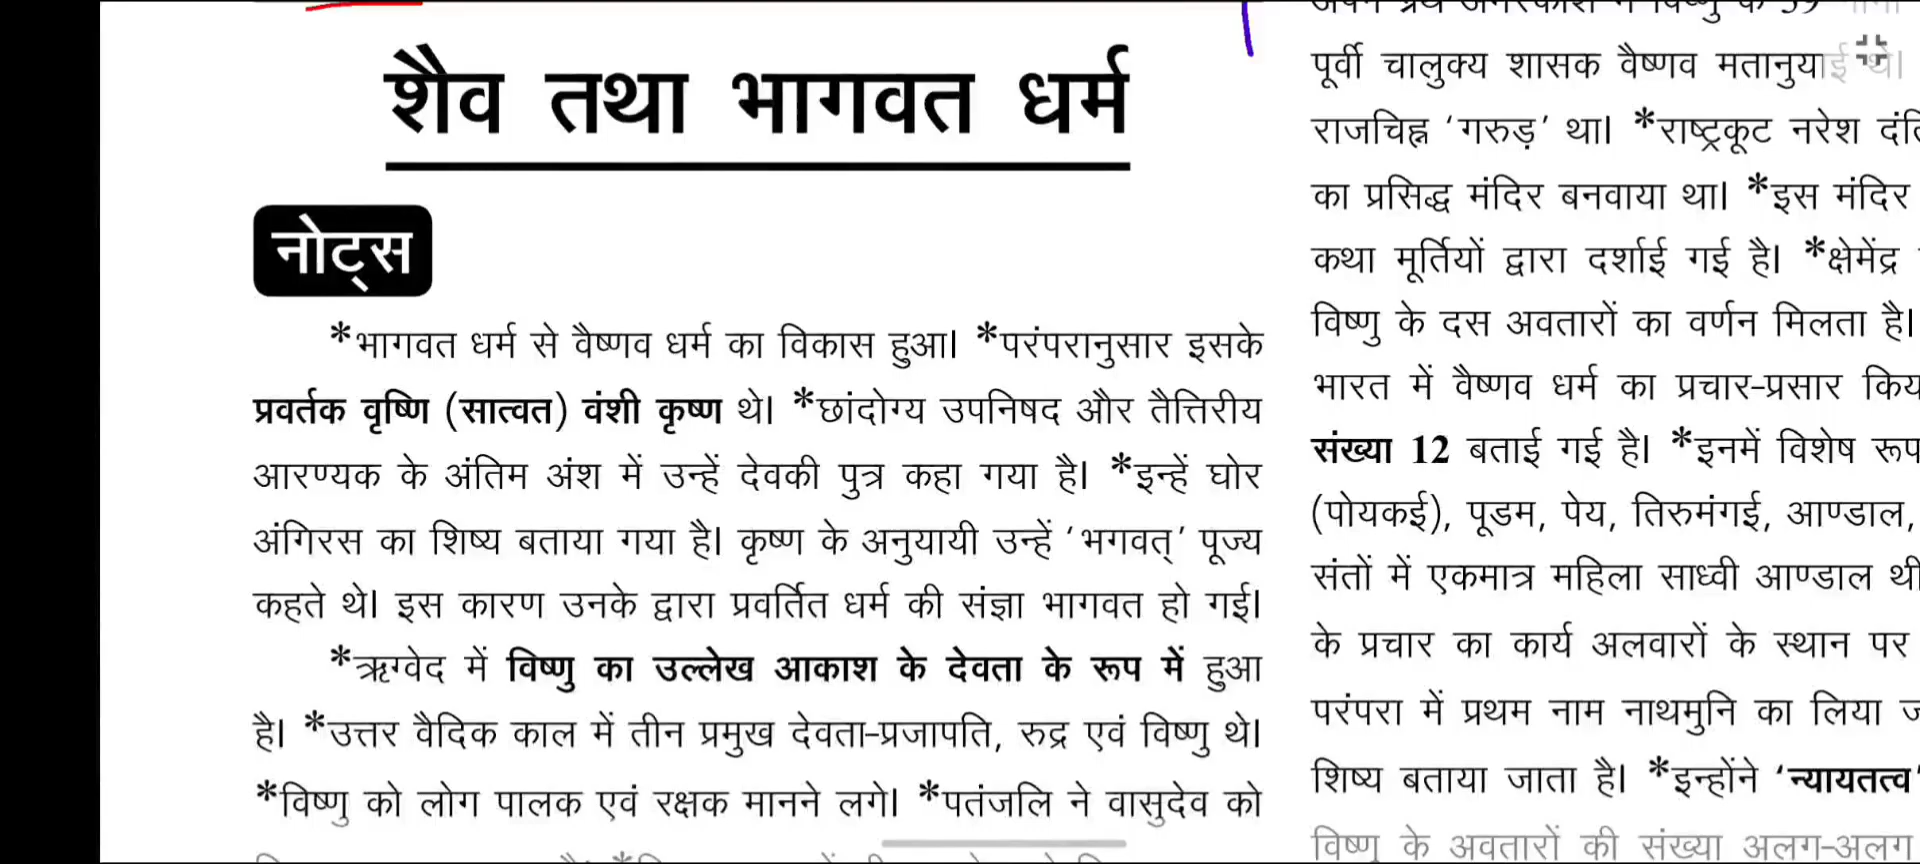 शैव तथा भागवत धर्म
नोट्स
*भागवत धर्म से वैष्णव धर्म का विकास हुआ। *परंपरानुसार इसके
प्रवर्तक वृष्णि (सात्वत) वंशी कृष्ण थे। *छांदोग्य उपनिषद और तैत्तिरीय
आरण्यक के अंतिम अंश में उन्हें देवकी पुत्र कहा गया है। *इन्हें घोर
अंगिरस का शिष्य बताया गया है। कृष्ण के अनुयायी उन्हें ‘भगवत्’ पूज्य
कहते थे। इस कारण उनके द्वारा प्रवर्तित धर्म की संज्ञा भागवत हो गई।
*ऋग्वेद में विष्णु का उल्लेख आकाश के देवता के रूप में हुआ
है। *उत्तर वैदिक काल में तीन प्रमुख देवता-प्रजापति, रुद्र एवं विष्णु थे।
*विष्णु को लोग पालक एवं रक्षक मानने लगे। *पतंजलि ने वासुदेव को
पूर्वी चालुक्य शासक वैष्णव मतानुयाई थे।
राजचिह्न ‘गरुड़’ था। *राष्ट्रकूट नरेश
का प्रसिद्ध मंदिर बनवाया था। *इस मंदिर
कथा मूर्तियों द्वारा दर्शाई गई है। *क्षेमेंद्र
विष्णु के दस अवतारों का वर्णन मिलता है।
भारत में वैष्णव धर्म का प्रचार-प्रसार
संख्या 12 बताई गई है। *इनमें विशेष रूप
(पोयकई), पूडम, पेय, तिरुमंगई, आण्डाल,
संतों में एकमात्र महिला साध्वी आण्डाल थी
के प्रचार का कार्य अलवारों के स्थान पर
परंपरा में प्रथम नाम नाथमुनि का लिया
शिष्य बताया जाता है। *इन्होंने ‘न्यायतत्व’
विष्णु के अवतारों की संख्या अलग-अलग